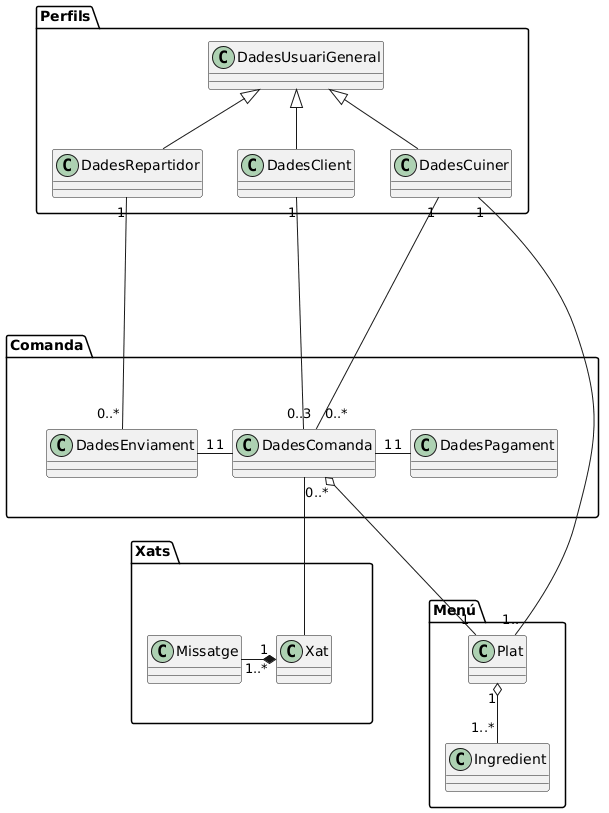 Perfils
C DadesUsuariGeneral
C DadesRepartidor
C DadesClient
C DadesCuiner
1
1
1
1
Comanda
0..*
0..3
0..*
C DadesEnviament
1 1
C DadesComanda
1 1
C DadesPagament
0..*
Xats
Menú
1
1..
C Missatge
1
1..*
C Xat
C Plat
1
1..*
C Ingredient